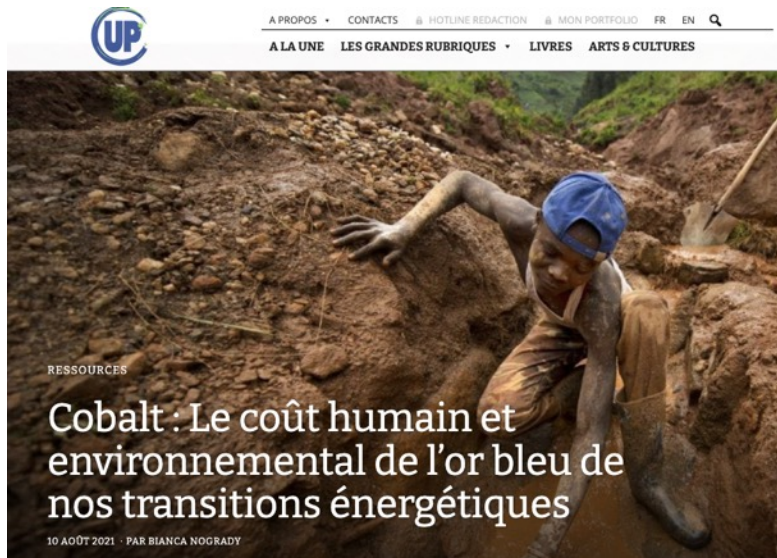 UP
A PROPOS
CONTACTS
HOTLINE REDACTION
MON PORTFOLIO
FR
EN
A LA UNE
LES GRANDES RUBRIQUES
LIVRES
ARTS & CULTURES
RESSOURCES
Cobalt : Le coût humain et
environnemental de l’or bleu de
nos transitions énergétiques
10 AOÛT 2021 · PAR BIANCA NOGRADY